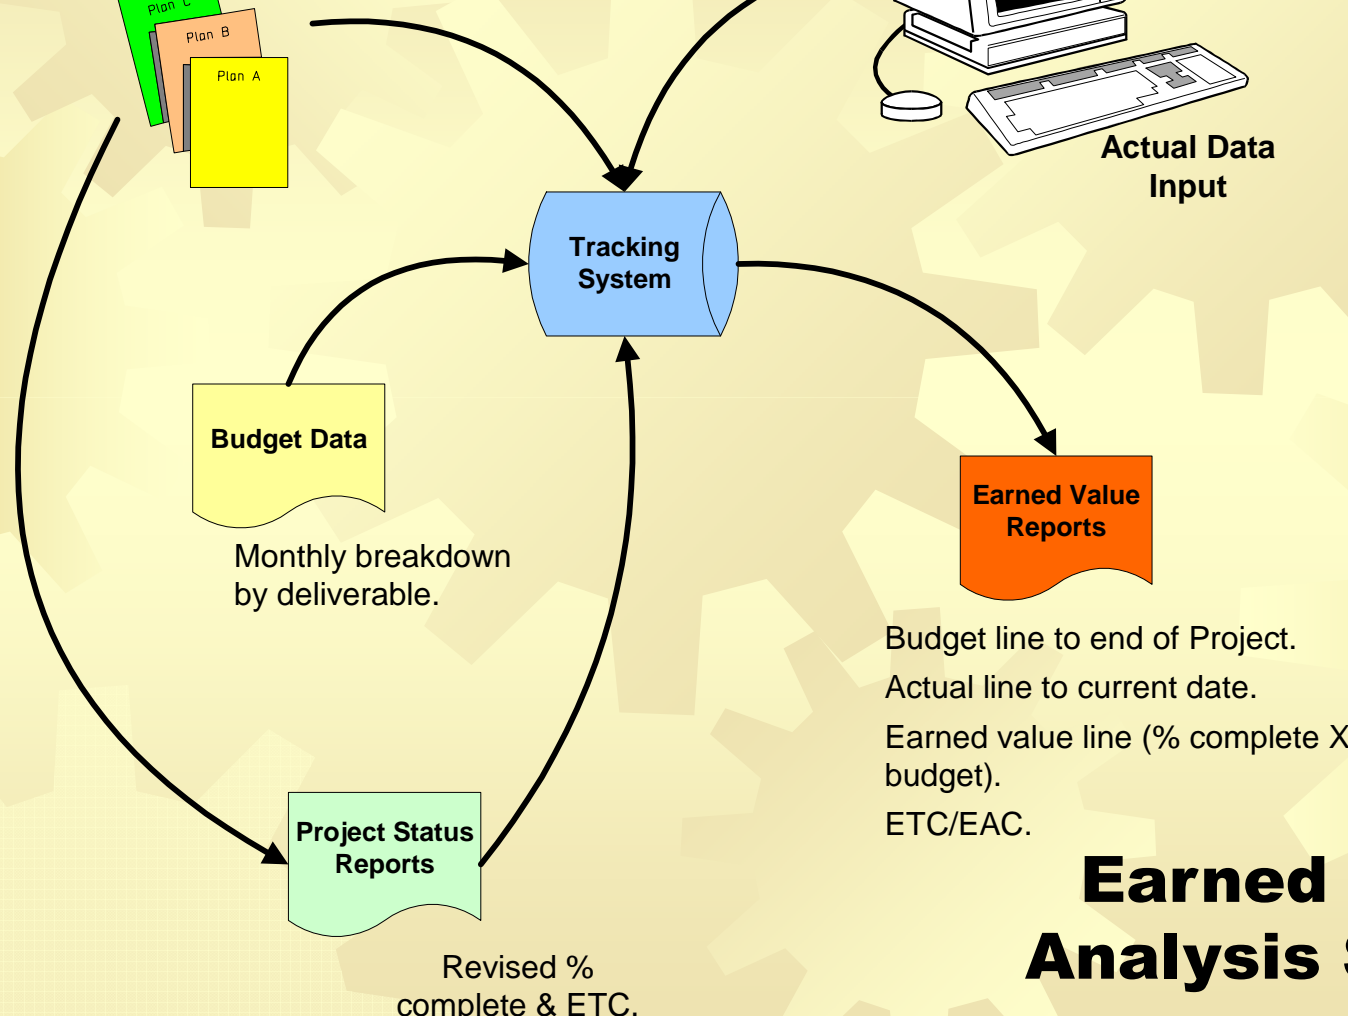 Plan C
Plan B
Plan A
Actual Data
Input
Tracking
System
Budget Data
Monthly breakdown
by deliverable.
Earned Value
Reports
Budget line to end of Project.
Actual line to current date.
Earned value line (% complete X
budget).
ETC/EAC.
Project Status
Reports
Revised %
complete & ETC.
Earned
Analysis